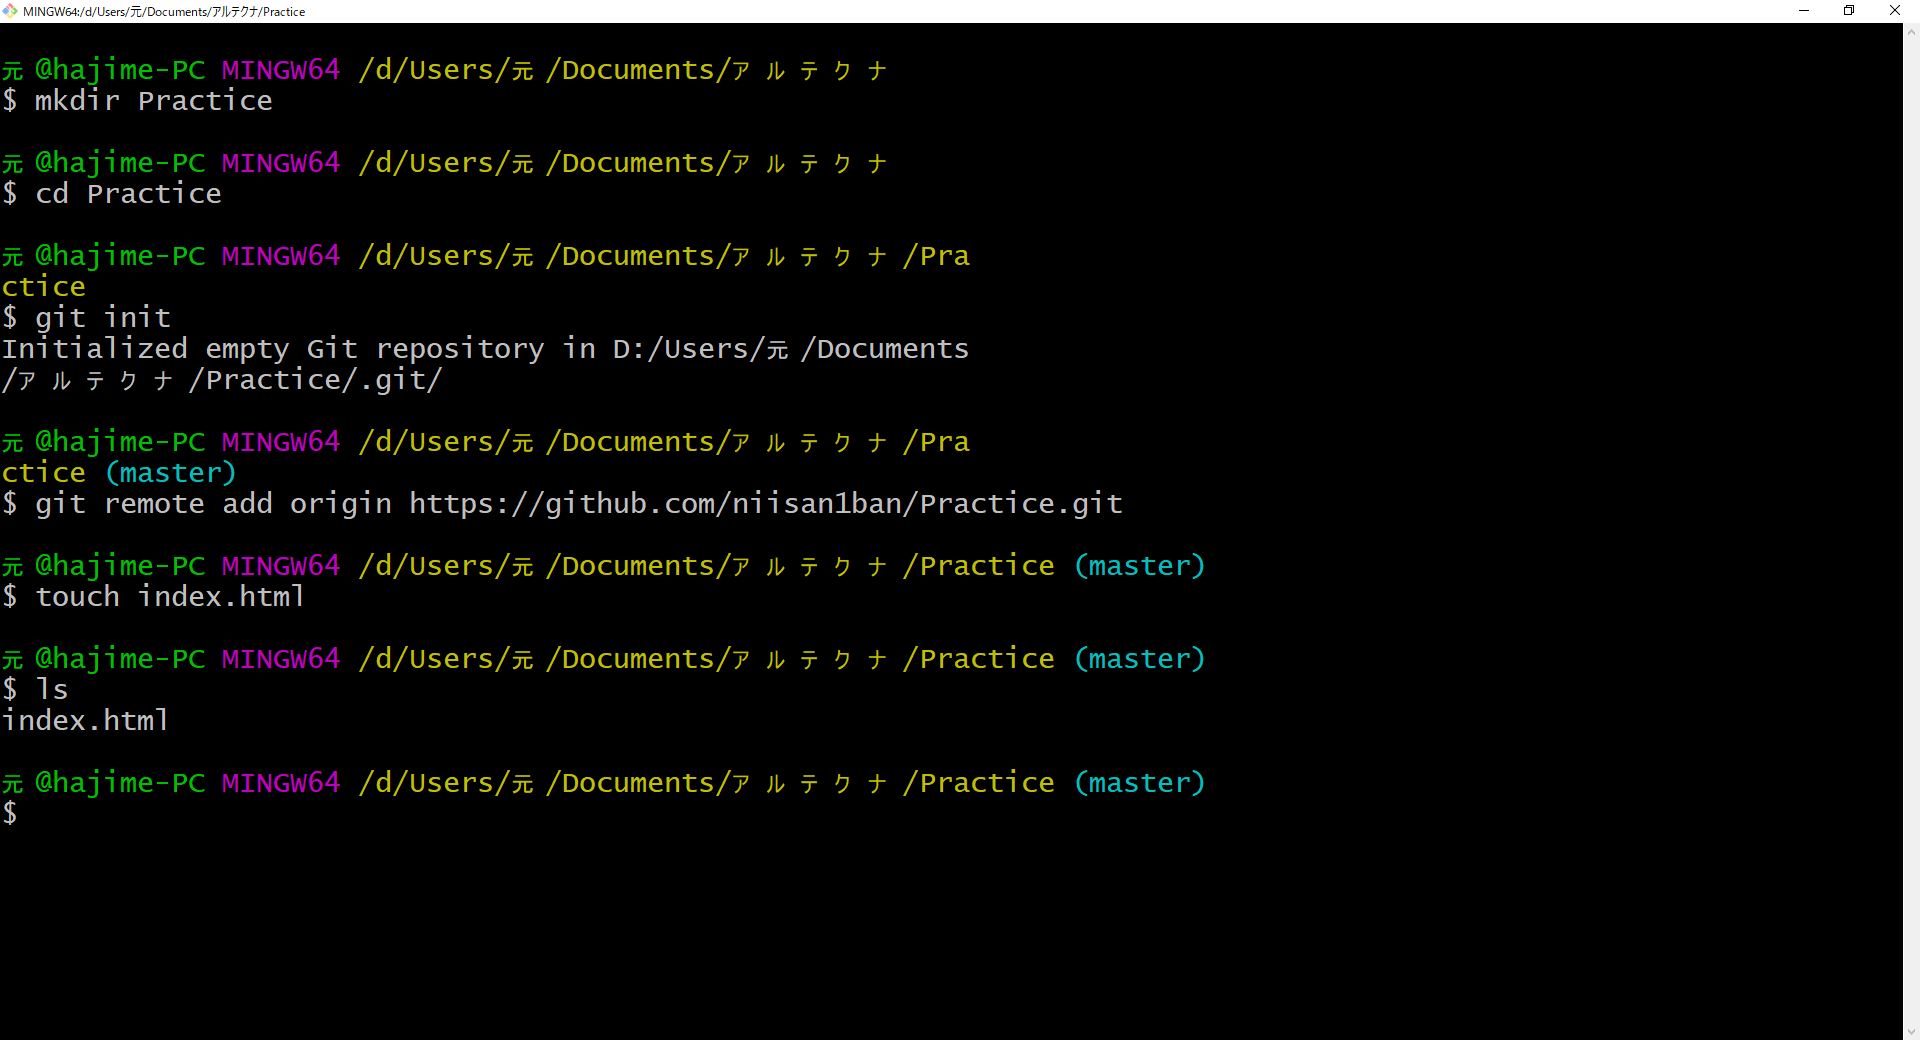 MINGW64:/d/Users/元/Documents/アルテクナ/Practice
元@hajime-PC MINGW64 /d/Users/元/Documents/アルテクナ
$ mkdir Practice
元@hajime-PC MINGW64 /d/Users/元/Documents/アルテクナ
$ cd Practice
元@hajime-PC MINGW64 /d/Users/元/Documents/アルテクナ/Pra
ctice
$ git init
Initialized empty Git repository in D:/Users/元/Documents
/アルテクナ/Practice/.git/
元@hajime-PC MINGW64 /d/Users/元/Documents/アルテクナ/Pra
ctice (master)
$ git remote add origin https://github.com/niisan1ban/Practice.git
元@hajime-PC MINGW64 /d/Users/元/Documents/アルテクナ/Practice (master)
$ touch index.html
元@hajime-PC MINGW64 /d/Users/元/Documents/アルテクナ/Practice (master)
$ ls
index.html
元@hajime-PC MINGW64 /d/Users/元/Documents/アルテクナ/Practice (master)
$